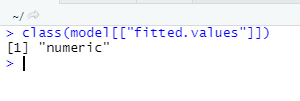 ~/
> class(model[["fitted.values"]])
[1] "numeric"
>